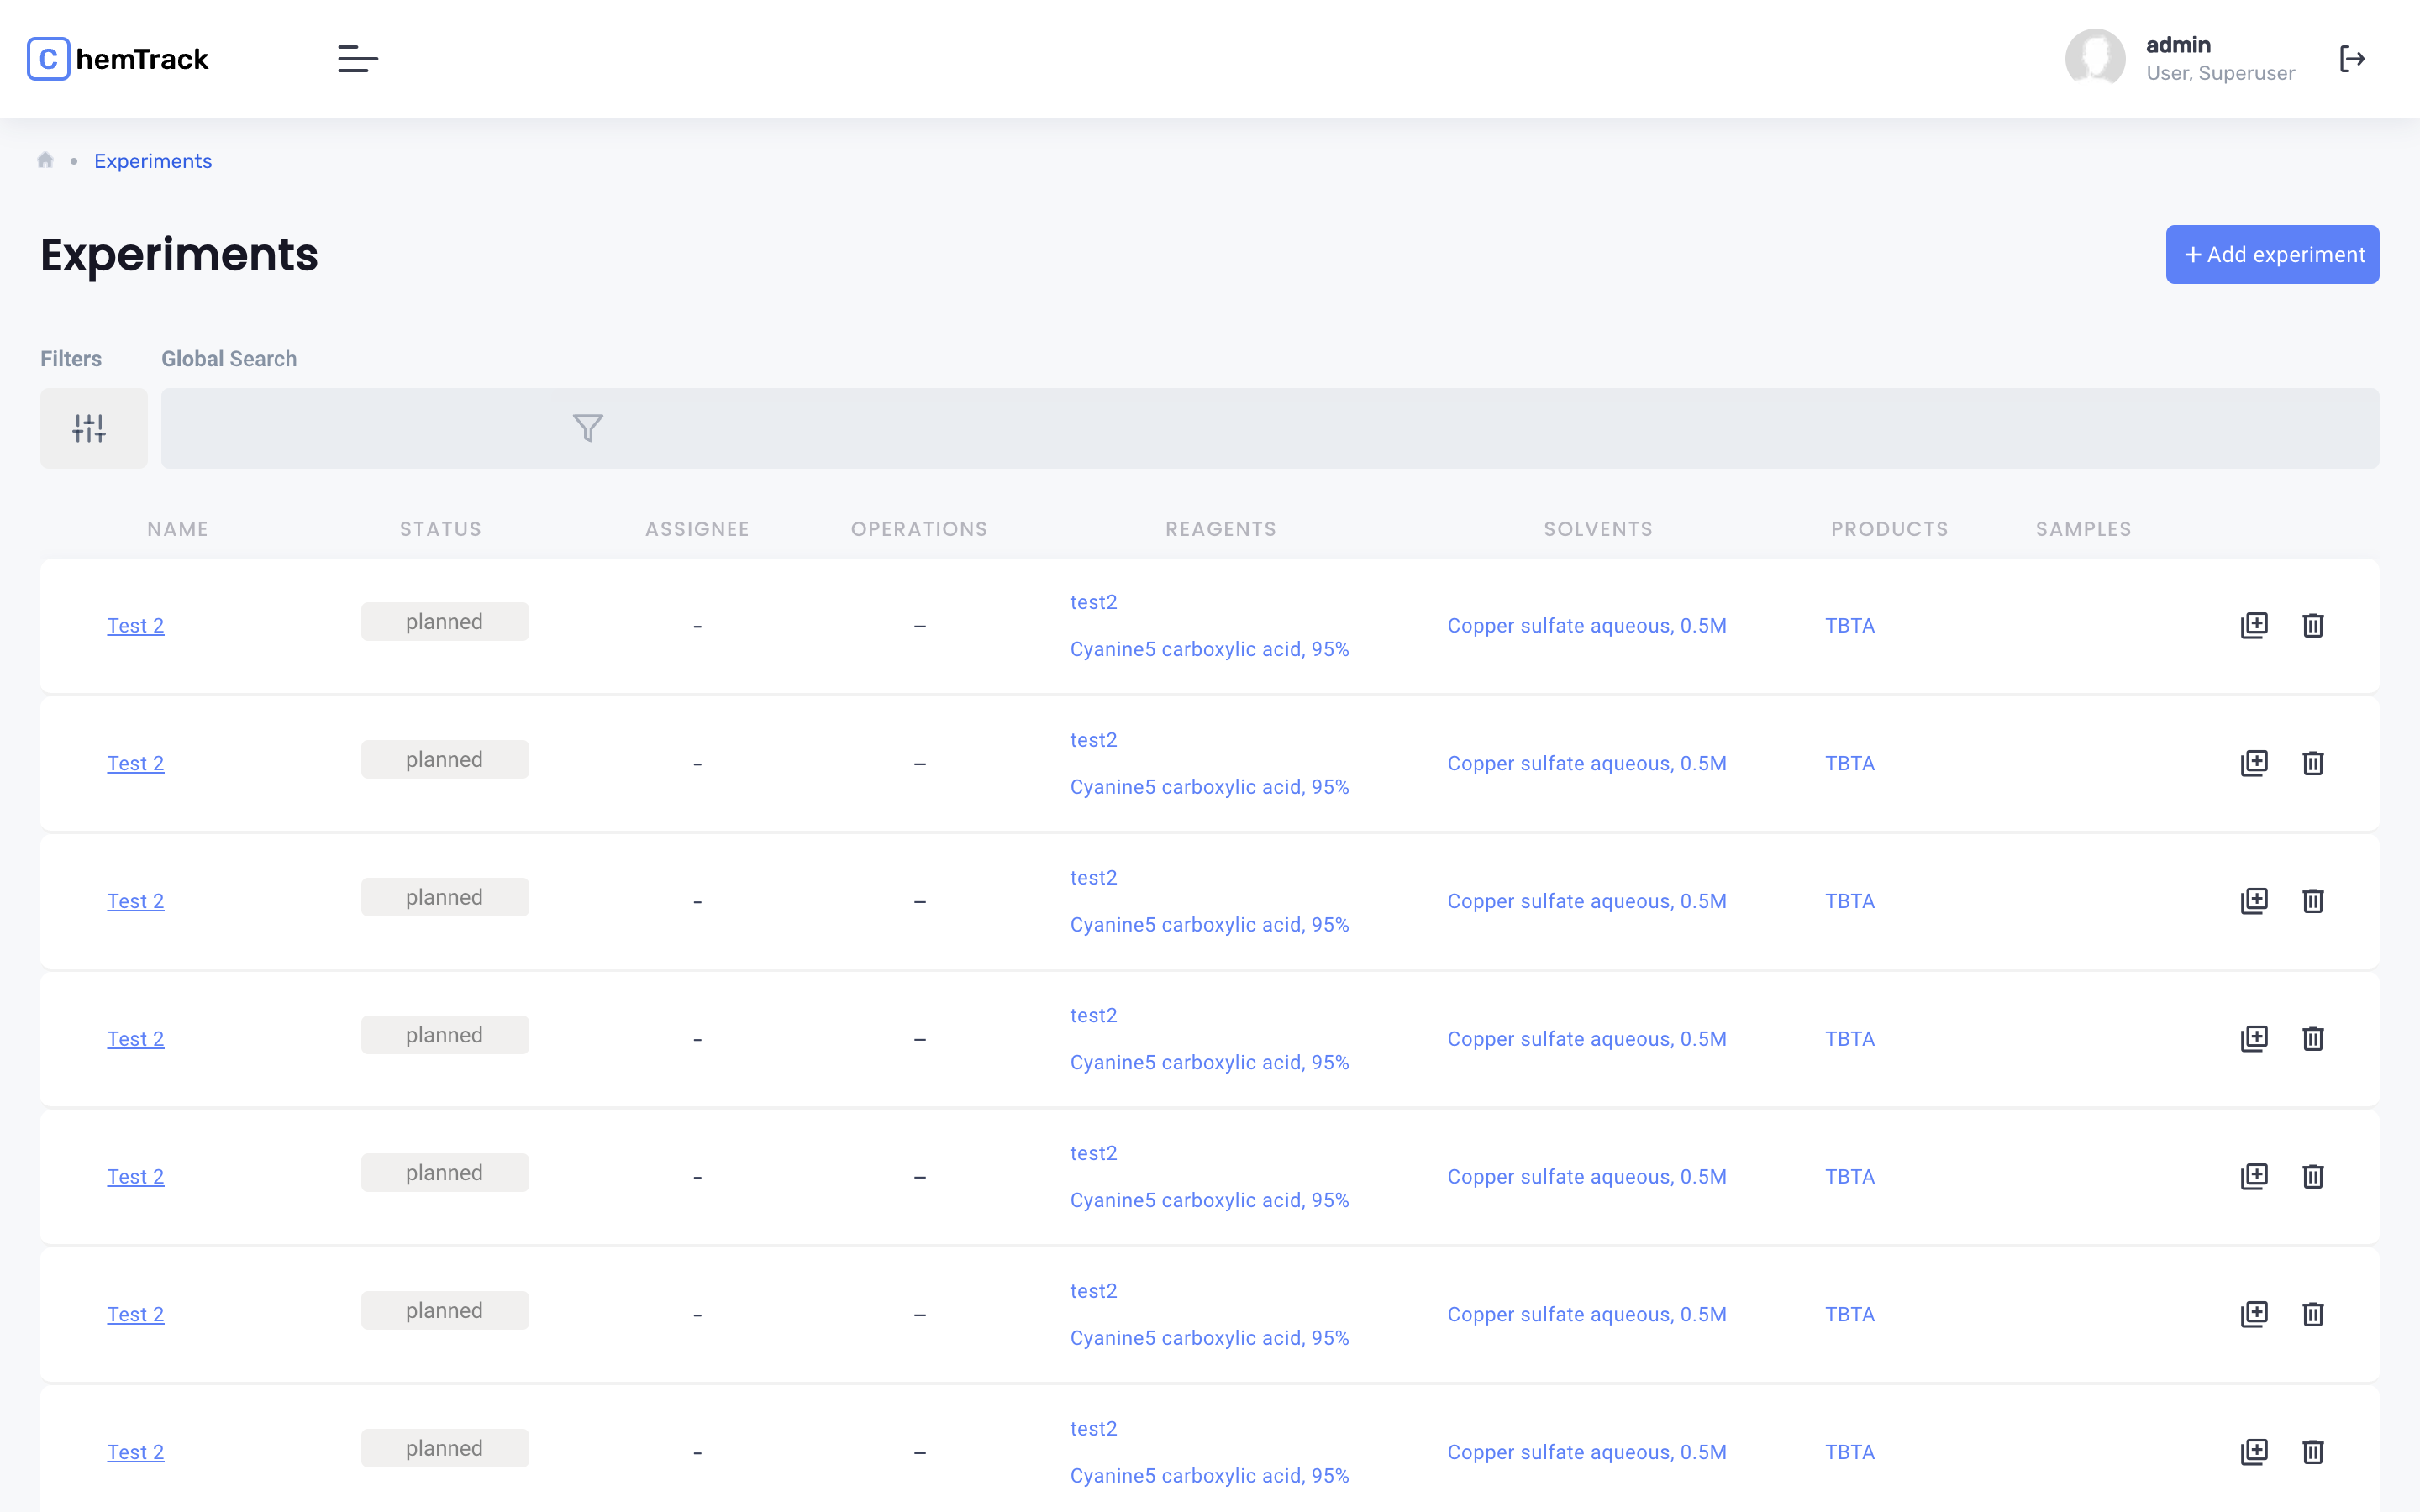 ChemTrack
admin
User, Superuser
Experiments
Experiments
+ Add experiment
Filters
Global Search
NAME STATUS ASSIGNEE OPERATIONS REAGENTS SOLVENTS PRODUCTS SAMPLES
test2
Test 2 planned - – Copper sulfate aqueous, 0.5M TBTA
Cyanine5 carboxylic acid, 95%
test2
Test 2 planned - – Copper sulfate aqueous, 0.5M TBTA
Cyanine5 carboxylic acid, 95%
test2
Test 2 planned - – Copper sulfate aqueous, 0.5M TBTA
Cyanine5 carboxylic acid, 95%
test2
Test 2 planned - – Copper sulfate aqueous, 0.5M TBTA
Cyanine5 carboxylic acid, 95%
test2
Test 2 planned - – Copper sulfate aqueous, 0.5M TBTA
Cyanine5 carboxylic acid, 95%
test2
Test 2 planned - – Copper sulfate aqueous, 0.5M TBTA
Cyanine5 carboxylic acid, 95%
test2
Test 2 planned - – Copper sulfate aqueous, 0.5M TBTA
Cyanine5 carboxylic acid, 95%